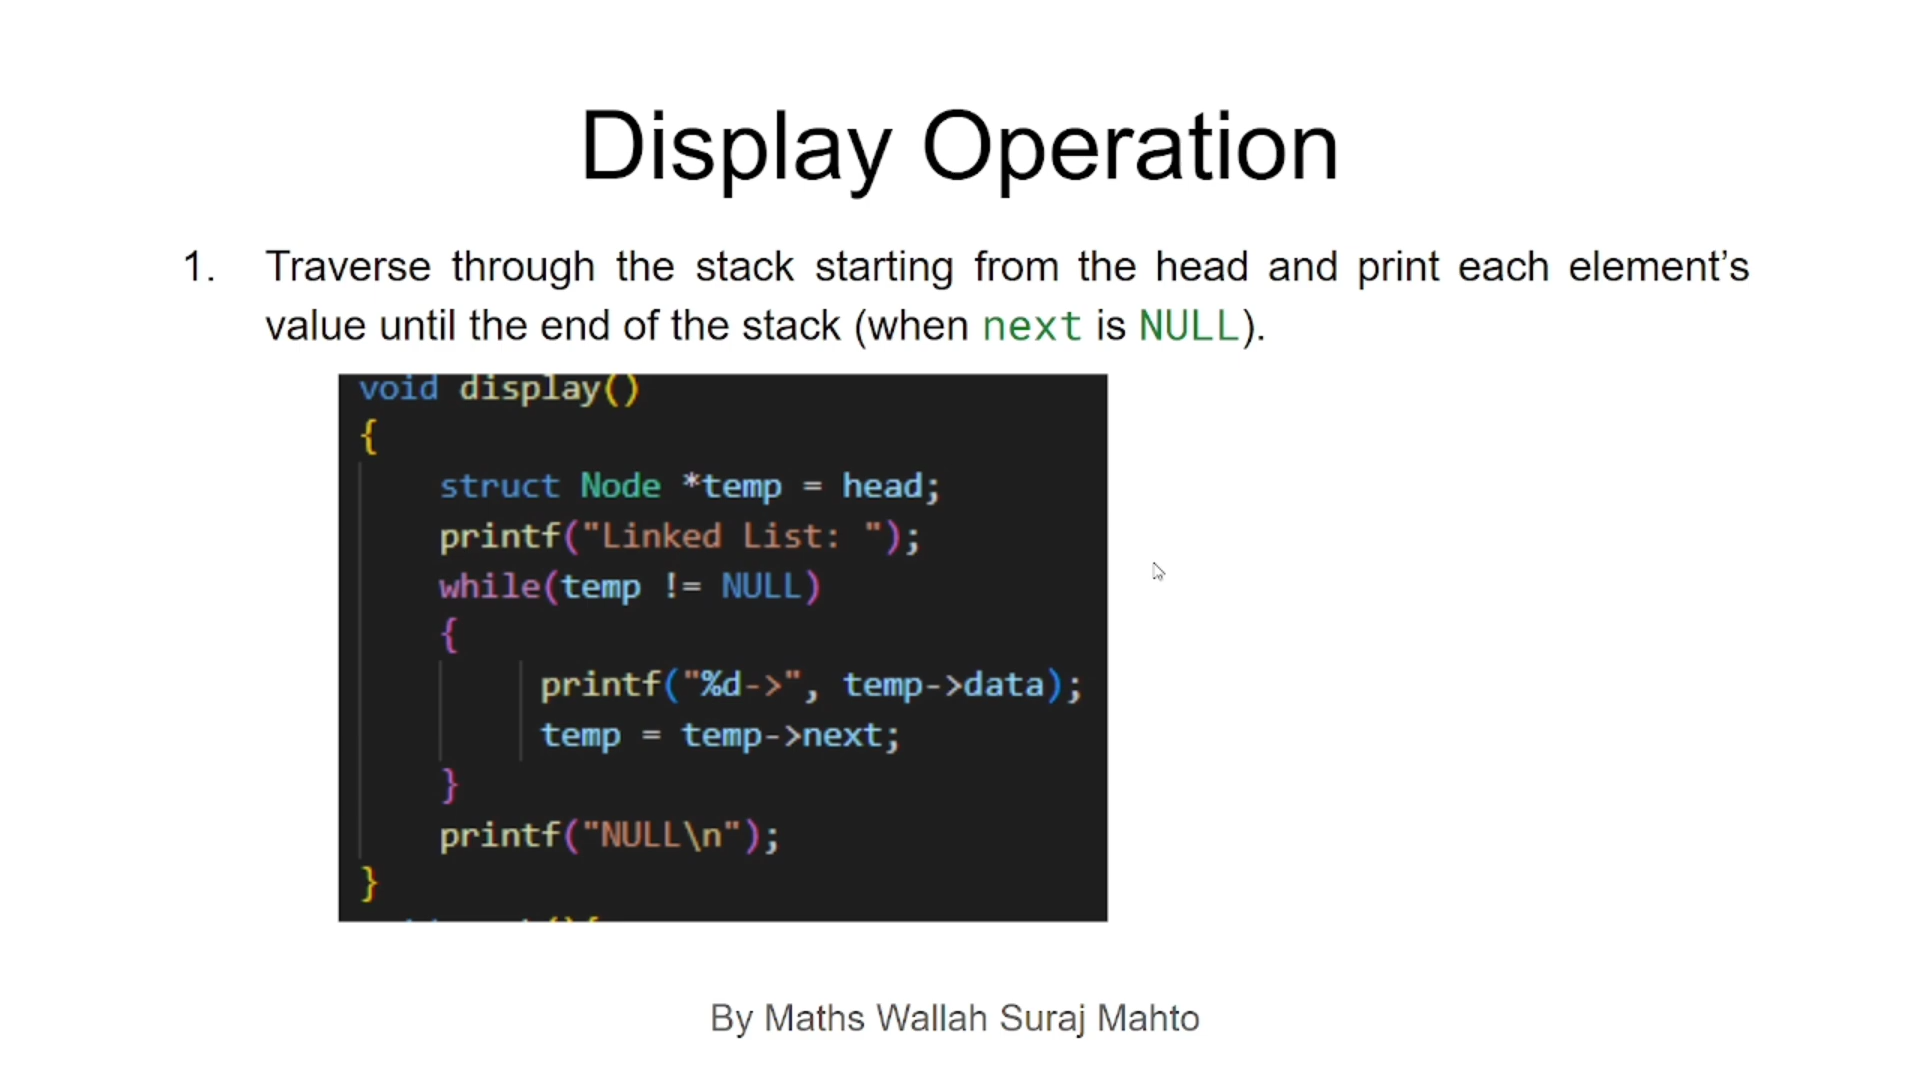 Display Operation
1. Traverse through the stack starting from the head and print each element’s
value until the end of the stack (when next is NULL).
void display()
{
struct Node *temp = head;
printf("Linked List: ");
while(temp != NULL)
{
printf("%d->", temp->data);
temp = temp->next;
}
printf("NULL\n");
}
By Maths Wallah Suraj Mahto